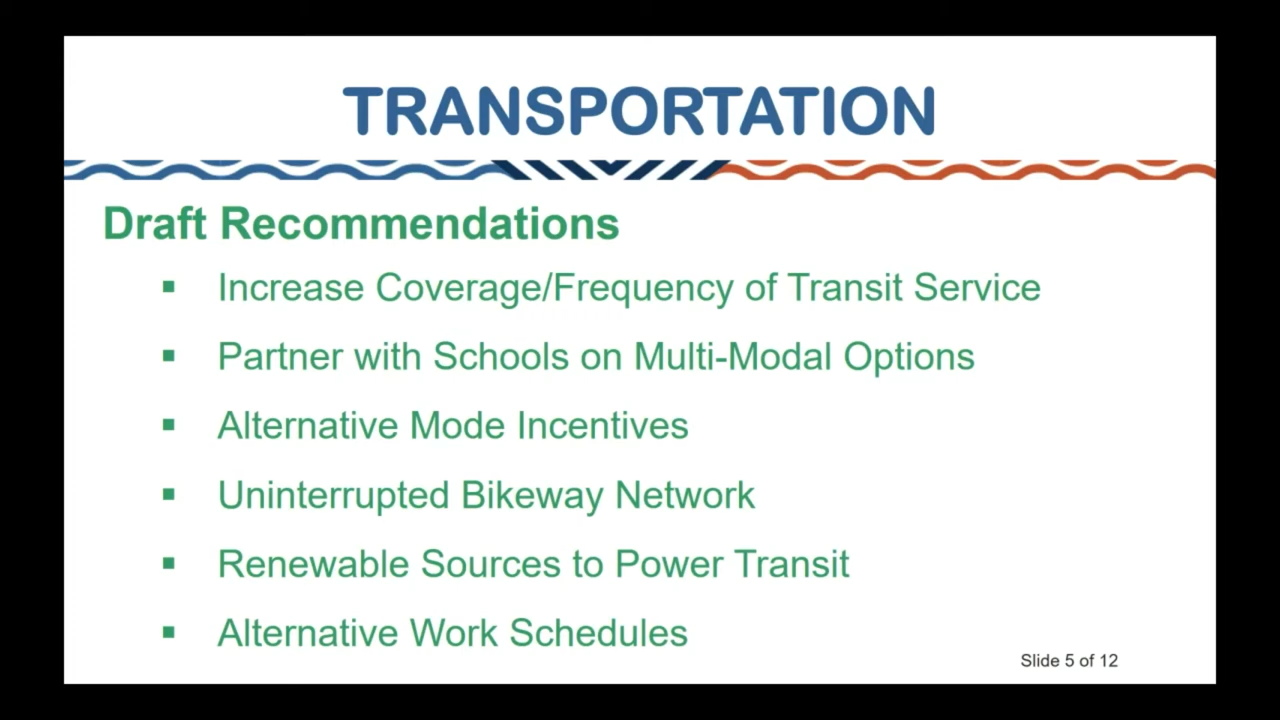 TRANSPORTATION
Draft Recommendations
▪ Increase Coverage/Frequency of Transit Service
▪ Partner with Schools on Multi-Modal Options
▪ Alternative Mode Incentives
▪ Uninterrupted Bikeway Network
▪ Renewable Sources to Power Transit
▪ Alternative Work Schedules
Slide 5 of 12